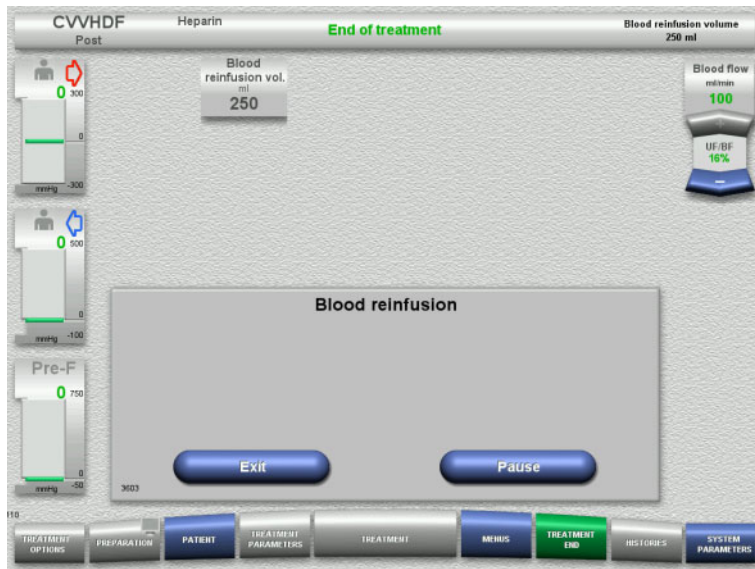 CVVHDF
Post
Heparin
End of treatment
Blood reinfusion volume
250 ml
0
300
0
-300
mmHg
Blood
reinfusion vol.
ml
250
Blood flow
ml/min
100
+
UF/BF
16%
−
0
500
0
-100
mmHg
Pre-F
0
750
0
-50
mmHg
Blood reinfusion
Exit
Pause
3603
110
TREATMENT
OPTIONS
PREPARATION
PATIENT
TREATMENT
PARAMETERS
TREATMENT
MENUS
TREATMENT
END
HISTORIES
SYSTEM
PARAMETERS